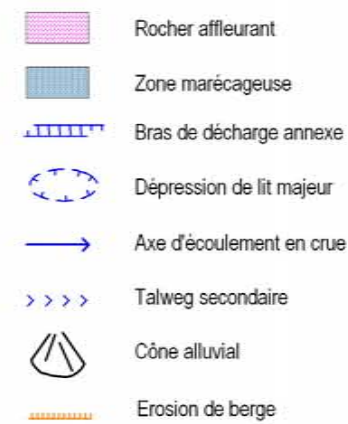 Rocher affleurant
Zone marécageuse
Bras de décharge annexe
Dépression de lit majeur
Axe d'écoulement en crue
Talweg secondaire
Cône alluvial
Erosion de berge